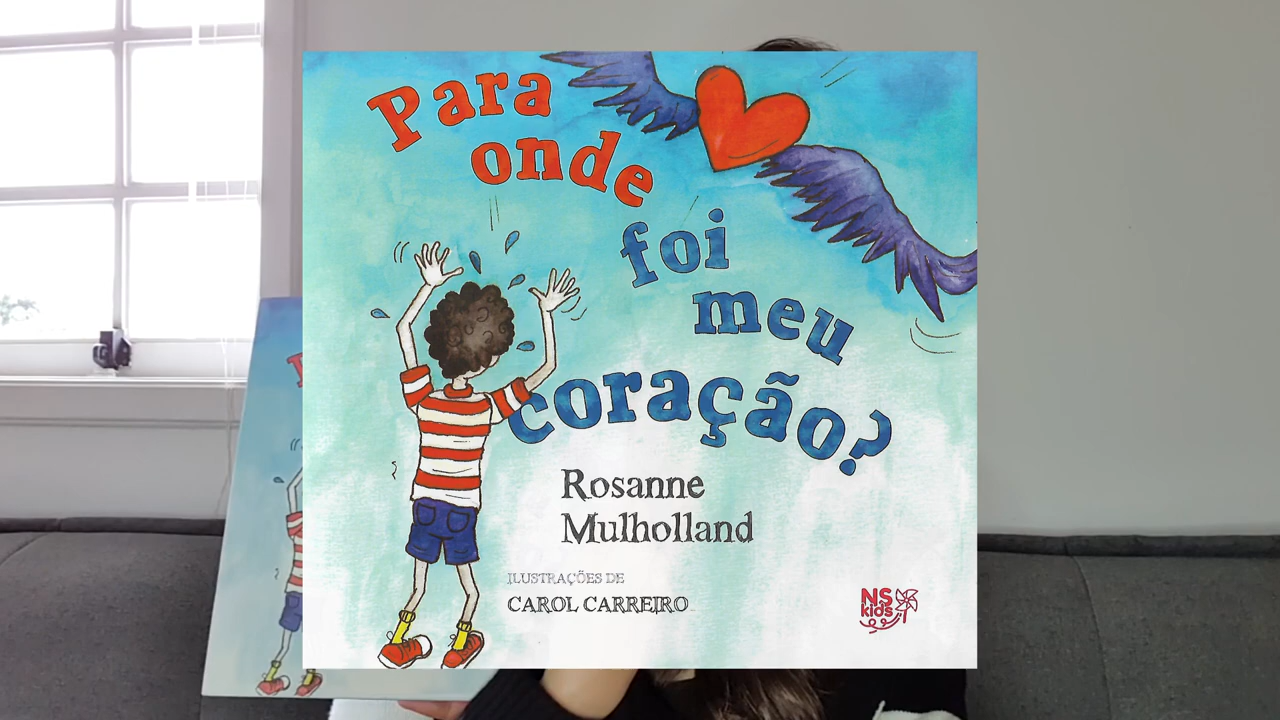 Para
onde
foi
meu
coração?
Rosanne
Mulholland
ILUSTRAÇÕES DE
CAROL CARREIRO
NS
kids